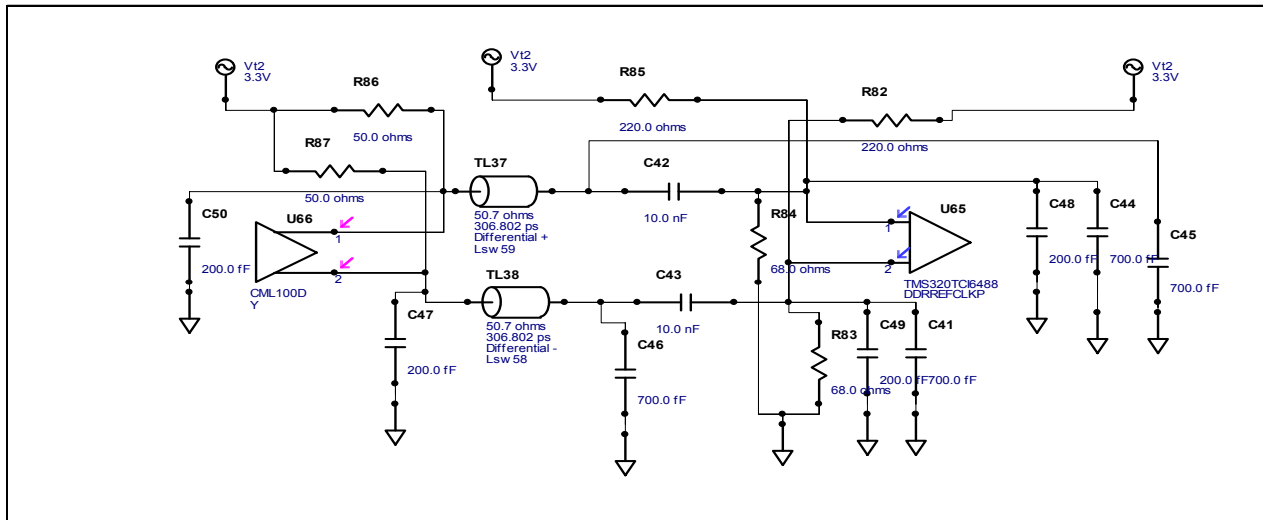 Vt2
3.3V
R86
50.0 ohms
R87
50.0 ohms
Vt2
3.3V
R85
220.0 ohms
R82
220.0 ohms
Vt2
3.3V
TL37
50.7 ohms
306.802 ps
Differential +
Lsw 59
C42
10.0 nF
C50
200.0 fF
U66
1
2
CML100D
Y
R84
68.0 ohms
U65
1
2
TMS320TCI6488
DDRREFCLKP
C48
200.0 fF
C44
700.0 fF
C45
700.0 fF
TL38
50.7 ohms
306.802 ps
Differential -
Lsw 58
C43
10.0 nF
C47
200.0 fF
C46
700.0 fF
R83
68.0 ohms
C49
200.0 fF
C41
700.0 fF